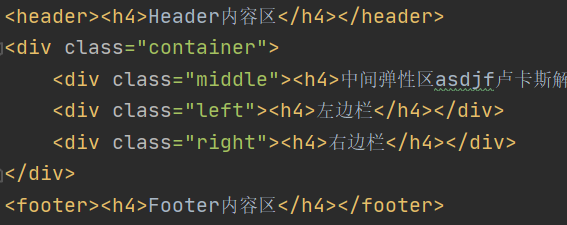 <header><h4>Header内容区</h4></header>
<div class="container">
<div class="middle"><h4>中间弹性区asdjf卢卡斯解
<div class="left"><h4>左边栏</h4></div>
<div class="right"><h4>右边栏</h4></div>
</div>
<footer><h4>Footer内容区</h4></footer>